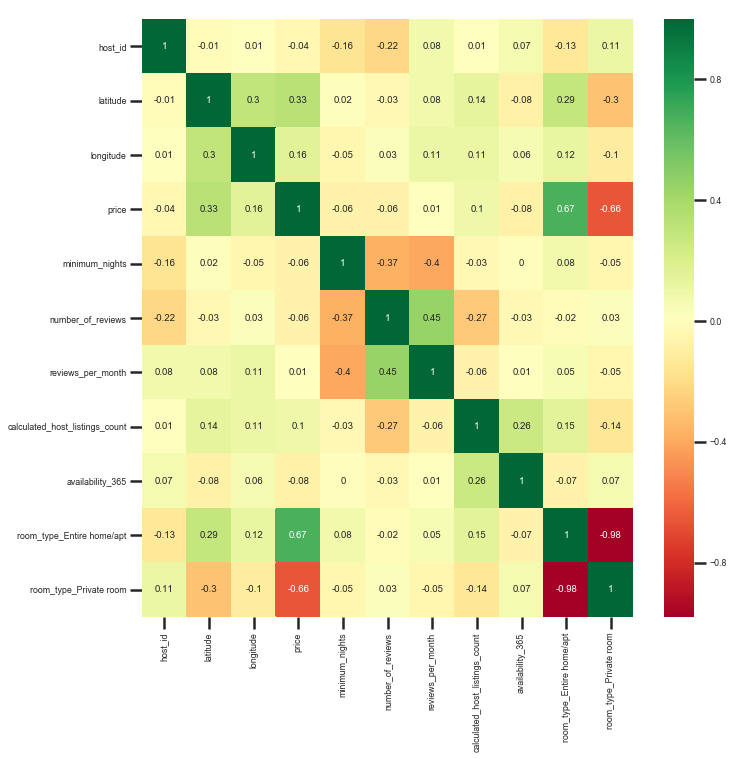 host_id 1 -0.01 0.01 -0.04 -0.16 -0.22 0.08 0.01 0.07 -0.13 0.11
latitude -0.01 1 0.3 0.33 0.02 -0.03 0.08 0.14 -0.08 0.29 -0.3
longitude 0.01 0.3 1 0.16 -0.05 0.03 0.11 0.11 0.06 0.12 -0.1
price -0.04 0.33 0.16 1 -0.06 -0.06 0.01 0.1 -0.08 0.67 -0.66
minimum_nights -0.16 0.02 -0.05 -0.06 1 -0.37 -0.4 -0.03 0 0.08 -0.05
number_of_reviews -0.22 -0.03 0.03 -0.06 -0.37 1 0.45 -0.27 -0.03 -0.02 0.03
reviews_per_month 0.08 0.08 0.11 0.01 -0.4 0.45 1 -0.06 0.01 0.05 -0.05
calculated_host_listings_count 0.01 0.14 0.11 0.1 -0.03 -0.27 -0.06 1 0.26 0.15 -0.14
availability_365 0.07 -0.08 0.06 -0.08 0 -0.03 0.01 0.26 1 -0.07 0.07
room_type_Entire home/apt -0.13 0.29 0.12 0.67 0.08 -0.02 0.05 0.15 -0.07 1 -0.98
room_type_Private room 0.11 -0.3 -0.1 -0.66 -0.05 0.03 -0.05 -0.14 0.07 -0.98 1
host_id
latitude
longitude
price
minimum_nights
number_of_reviews
reviews_per_month
calculated_host_listings_count
availability_365
room_type_Entire home/apt
room_type_Private room
0.8
0.4
0.0
−0.4
−0.8